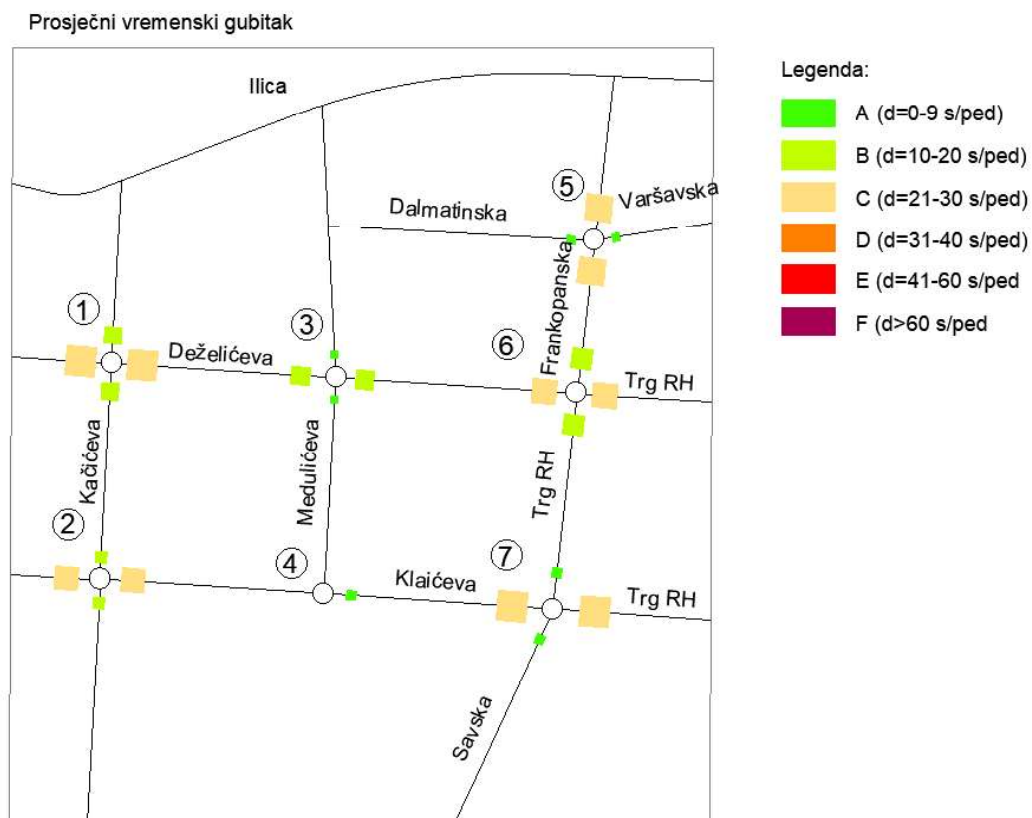 Prosječni vremenski gubitak
Ilica
Legenda:
A (d=0-9 s/ped)
B (d=10-20 s/ped)
C (d=21-30 s/ped)
D (d=31-40 s/ped)
E (d=41-60 s/ped
F (d>60 s/ped
5
Varšavska
Dalmatinska
Frankopanska
1
3
6
Deželićeva
Trg RH
Kačićeva
Medulićeva
Trg RH
2
4
7
Klaićeva
Trg RH
Savska